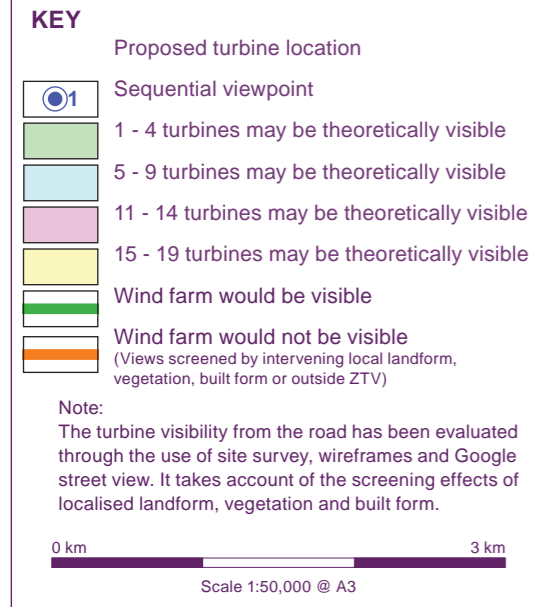 KEY
Proposed turbine location
1 Sequential viewpoint
1 - 4 turbines may be theoretically visible
5 - 9 turbines may be theoretically visible
11 - 14 turbines may be theoretically visible
15 - 19 turbines may be theoretically visible
Wind farm would be visible
Wind farm would not be visible
(Views screened by intervening local landform,
vegetation, built form or outside ZTV)
Note:
The turbine visibility from the road has been evaluated
through the use of site survey, wireframes and Google
street view. It takes account of the screening effects of
localised landform, vegetation and built form.
0 km 3 km
Scale 1:50,000 @ A3